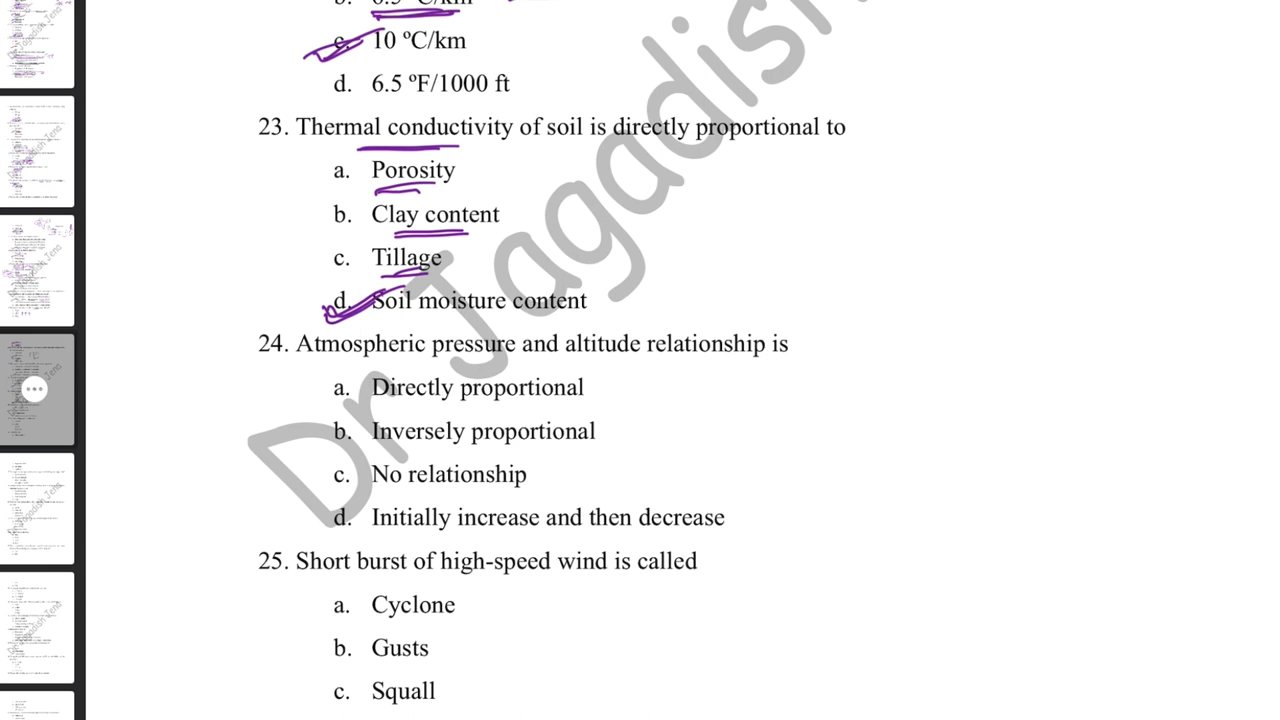 10 ºC/km
d. 6.5 ºF/1000 ft
23. Thermal conductivity of soil is directly proportional to
a. Porosity
b. Clay content
c. Tillage
d. Soil moisture content
24. Atmospheric pressure and altitude relationship is
a. Directly proportional
b. Inversely proportional
c. No relationship
d. Initially increase and then decrease
25. Short burst of high-speed wind is called
a. Cyclone
b. Gusts
c. Squall
Dr Jagadish